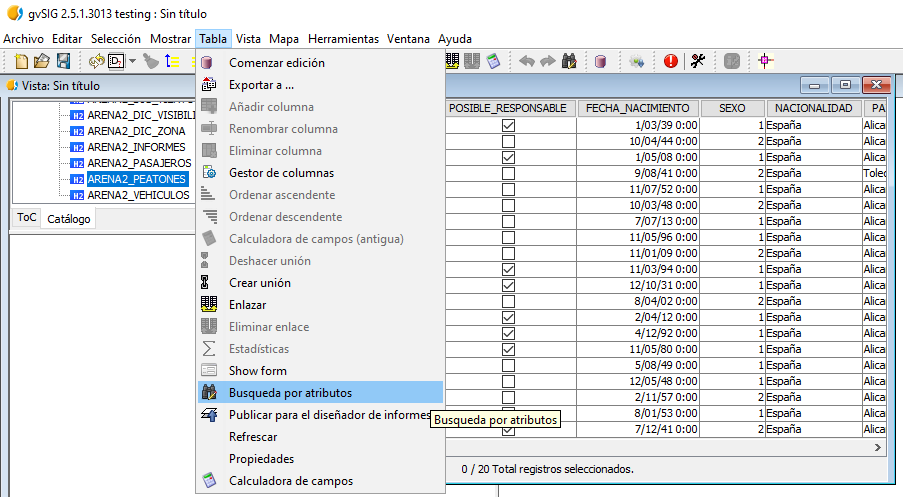 gvSIG 2.5.1.3013 testing : Sin título
Archivo Editar Selección Mostrar Tabla Vista Mapa Herramientas Ventana Ayuda
Vista: Sin título
ARENA2_DIC_VISIBILI
ARENA2_DIC_ZONA
ARENA2_INFORMES
ARENA2_PASAJEROS
ARENA2_PEATONES
ARENA2_VEHICULOS
ToC Catálogo
Comenzar edición
Exportar a ...
Añadir columna
Renombrar columna
Eliminar columna
Gestor de columnas
Ordenar ascendente
Ordenar descendente
Calculadora de campos (antigua)
Deshacer unión
Crear unión
Enlazar
Eliminar enlace
Estadísticas
Show form
Busqueda por atributos
Publicar para el diseñador de informes
Refrescar
Propiedades
Calculadora de campos
Busqueda por atributos
POSIBLE_RESPONSABLE FECHA_NACIMIENTO SEXO NACIONALIDAD PA
1/03/39 0:00 1 España Alica
10/04/44 0:00 2 España Alica
1/05/08 0:00 1 España Alica
9/08/41 0:00 2 España Toled
11/07/52 0:00 1 España Alica
10/03/48 0:00 2 España Alica
7/07/13 0:00 1 España Alica
11/05/96 0:00 1 España Alica
11/01/09 0:00 2 España Alica
11/03/94 0:00 1 España Alica
12/10/31 0:00 1 España Alica
8/04/02 0:00 2 España Alica
2/04/12 0:00 1 España Alica
4/12/92 0:00 1 España Alica
11/05/80 0:00 1 España Alica
5/08/49 0:00 1 España Alica
12/05/48 0:00 1 España Alica
2/11/57 0:00 2 España Alica
8/01/53 0:00 1 España Alica
7/12/41 0:00 2 España Alica
0 / 20 Total registros seleccionados.